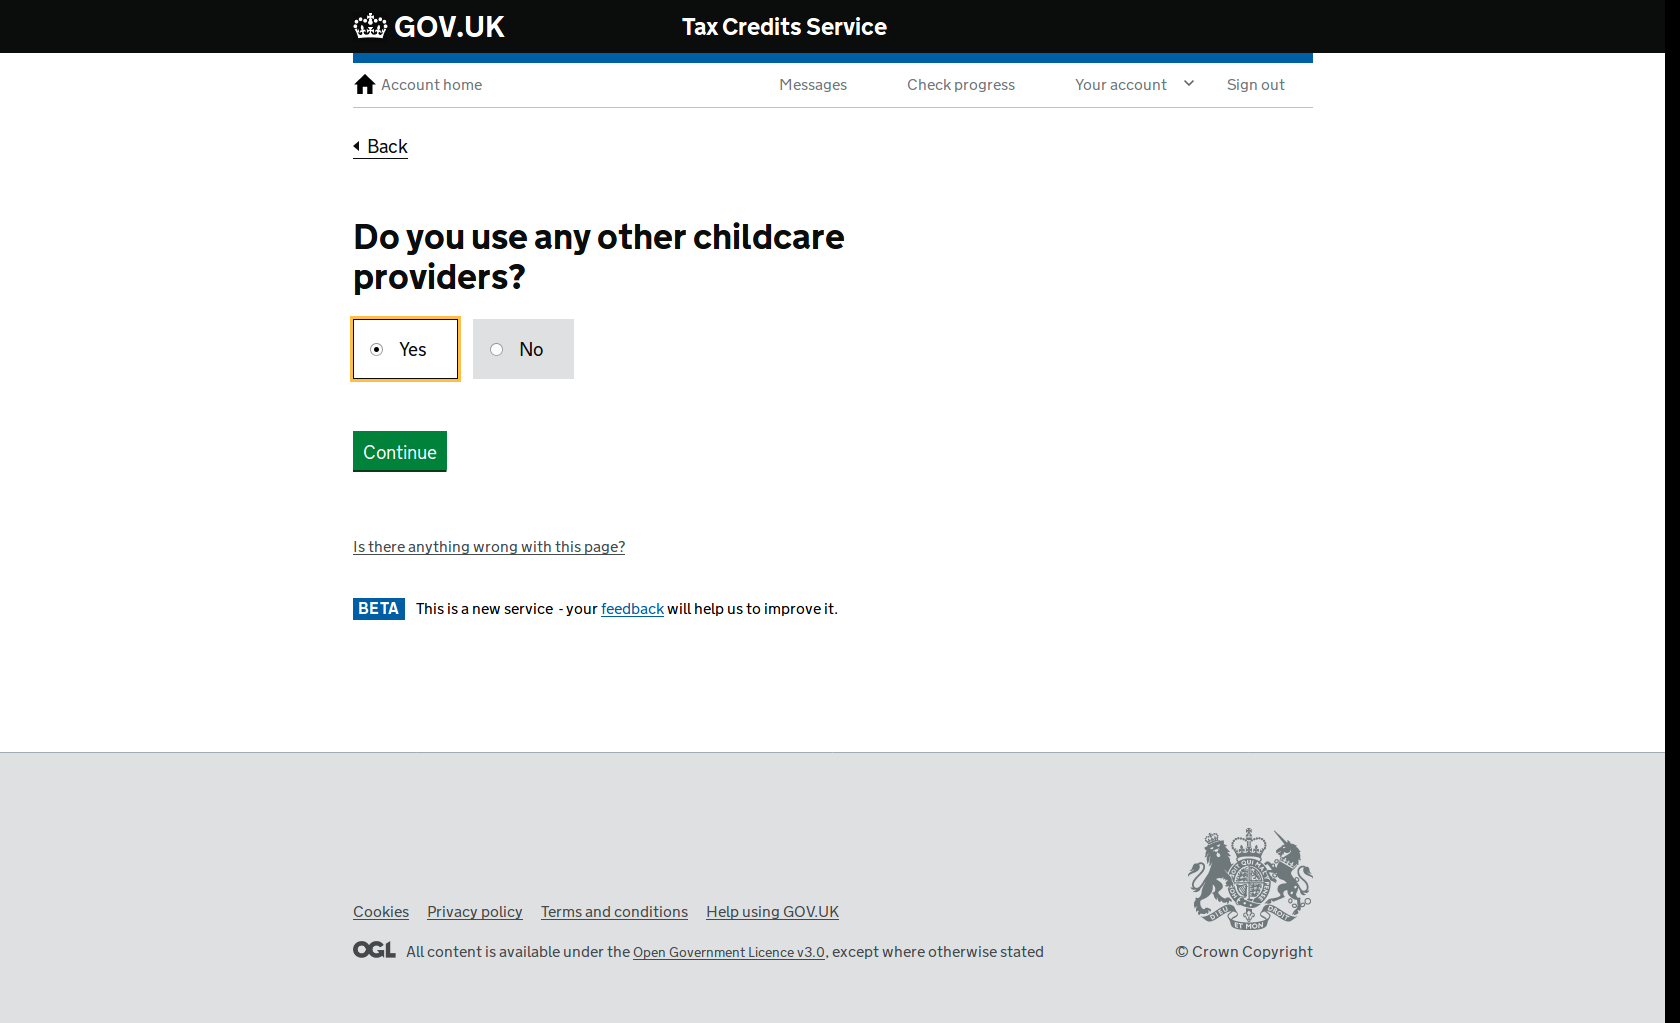 GOV.UK
Tax Credits Service
Account home
Messages
Check progress
Your account
Sign out
Back
Do you use any other childcare
providers?
Yes
No
Continue
Is there anything wrong with this page?
BETA This is a new service - your feedback will help us to improve it.
Cookies
Privacy policy
Terms and conditions
Help using GOV.UK
OGL All content is available under the Open Government Licence v3.0, except where otherwise stated
© Crown Copyright